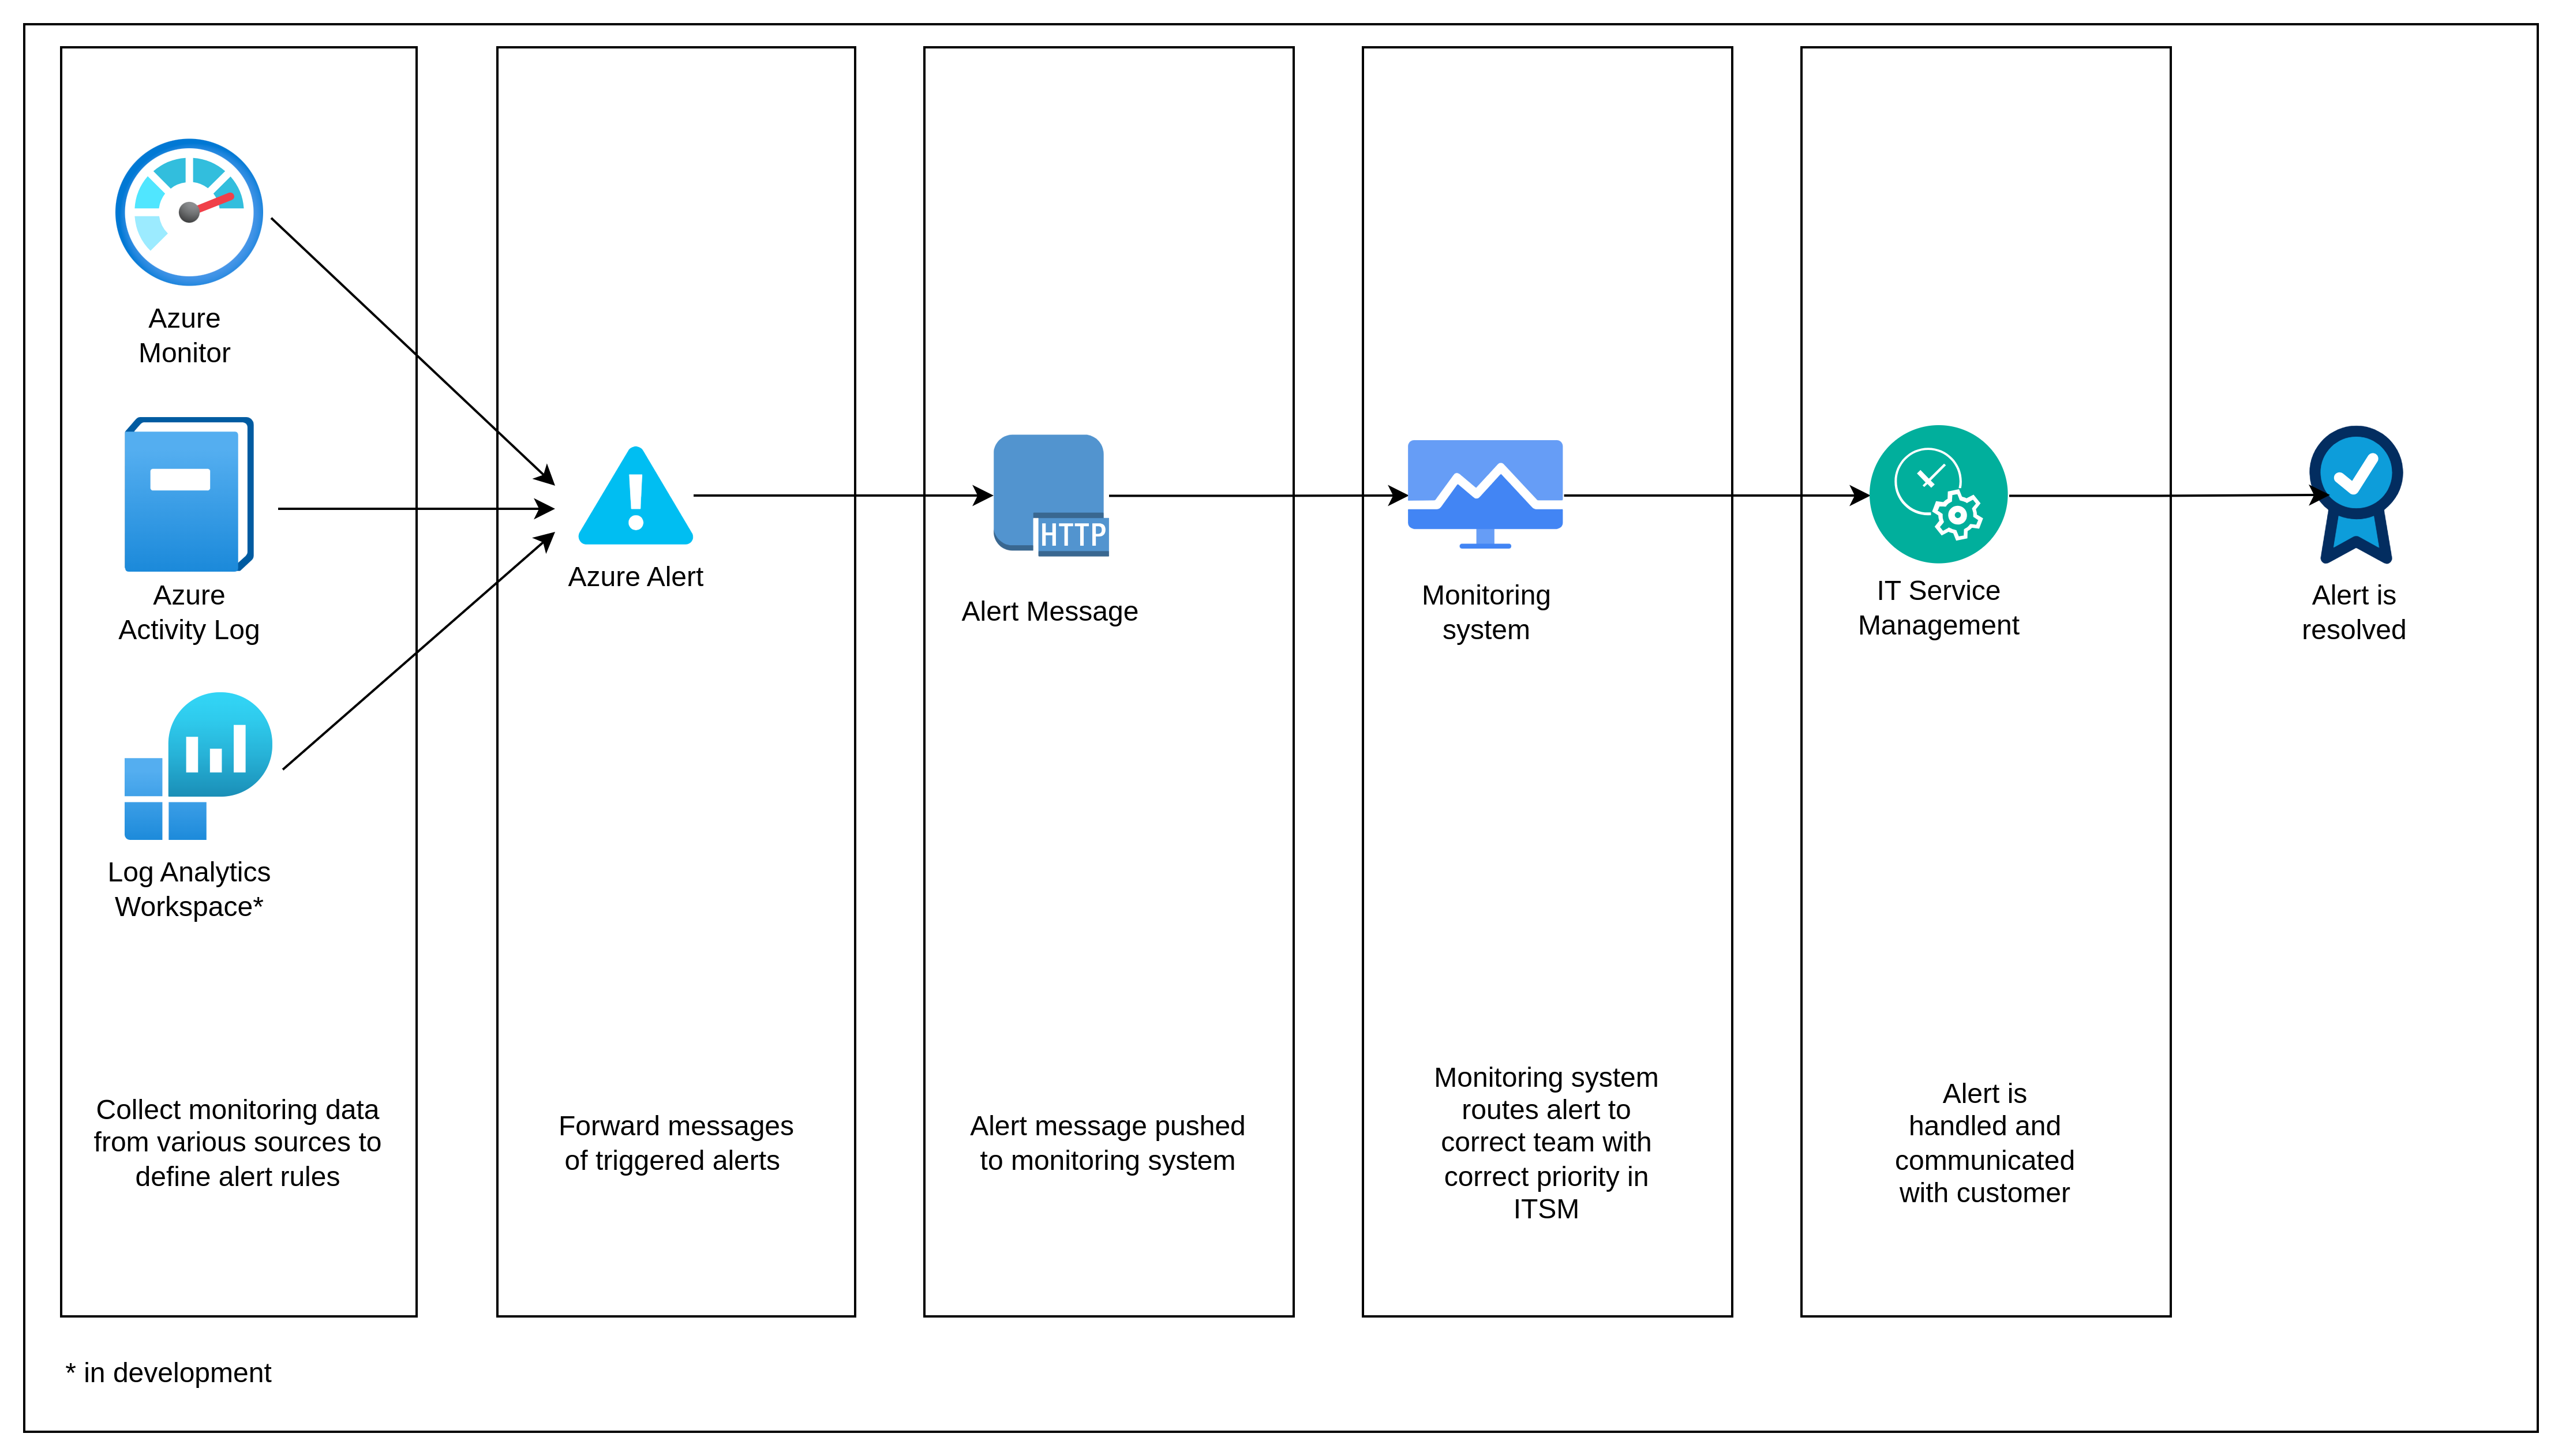 Azure
Monitor
Azure
Activity Log
Log Analytics
Workspace*
Collect monitoring data
from various sources to
define alert rules
Azure Alert
Forward messages
of triggered alerts
HTTP
Alert Message
Alert message pushed
to monitoring system
Monitoring
system
Monitoring system
routes alert to
correct team with
correct priority in
ITSM
IT Service
Management
Alert is
handled and
communicated
with customer
Alert is
resolved
* in development